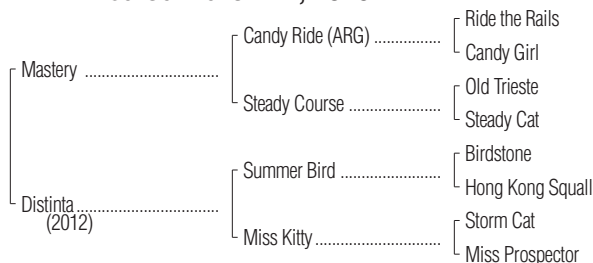 Ride the Rails
Candy Ride (ARG) ................
Candy Girl
Mastery ................................
Old Trieste
Steady Course ......................
Steady Cat
Birdstone
Summer Bird ........................
Hong Kong Squall
Distinta ..................................
(2012)
Storm Cat
Miss Kitty ..............................
Miss Prospector